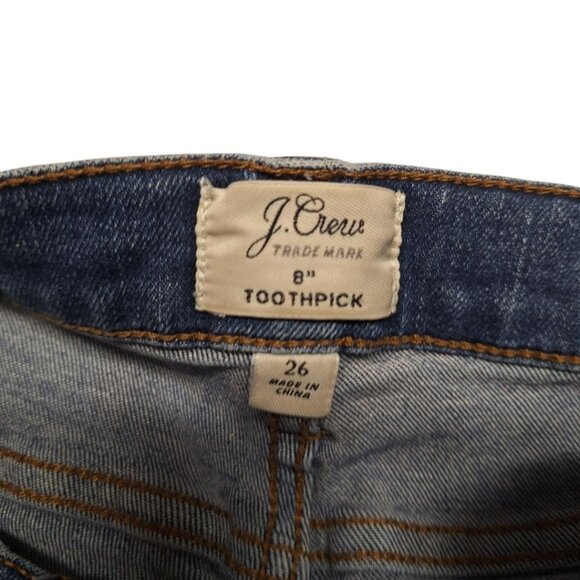 J.Crew
TRADE MARK
8"
TOOTHPICK
26
MADE IN
CHINA